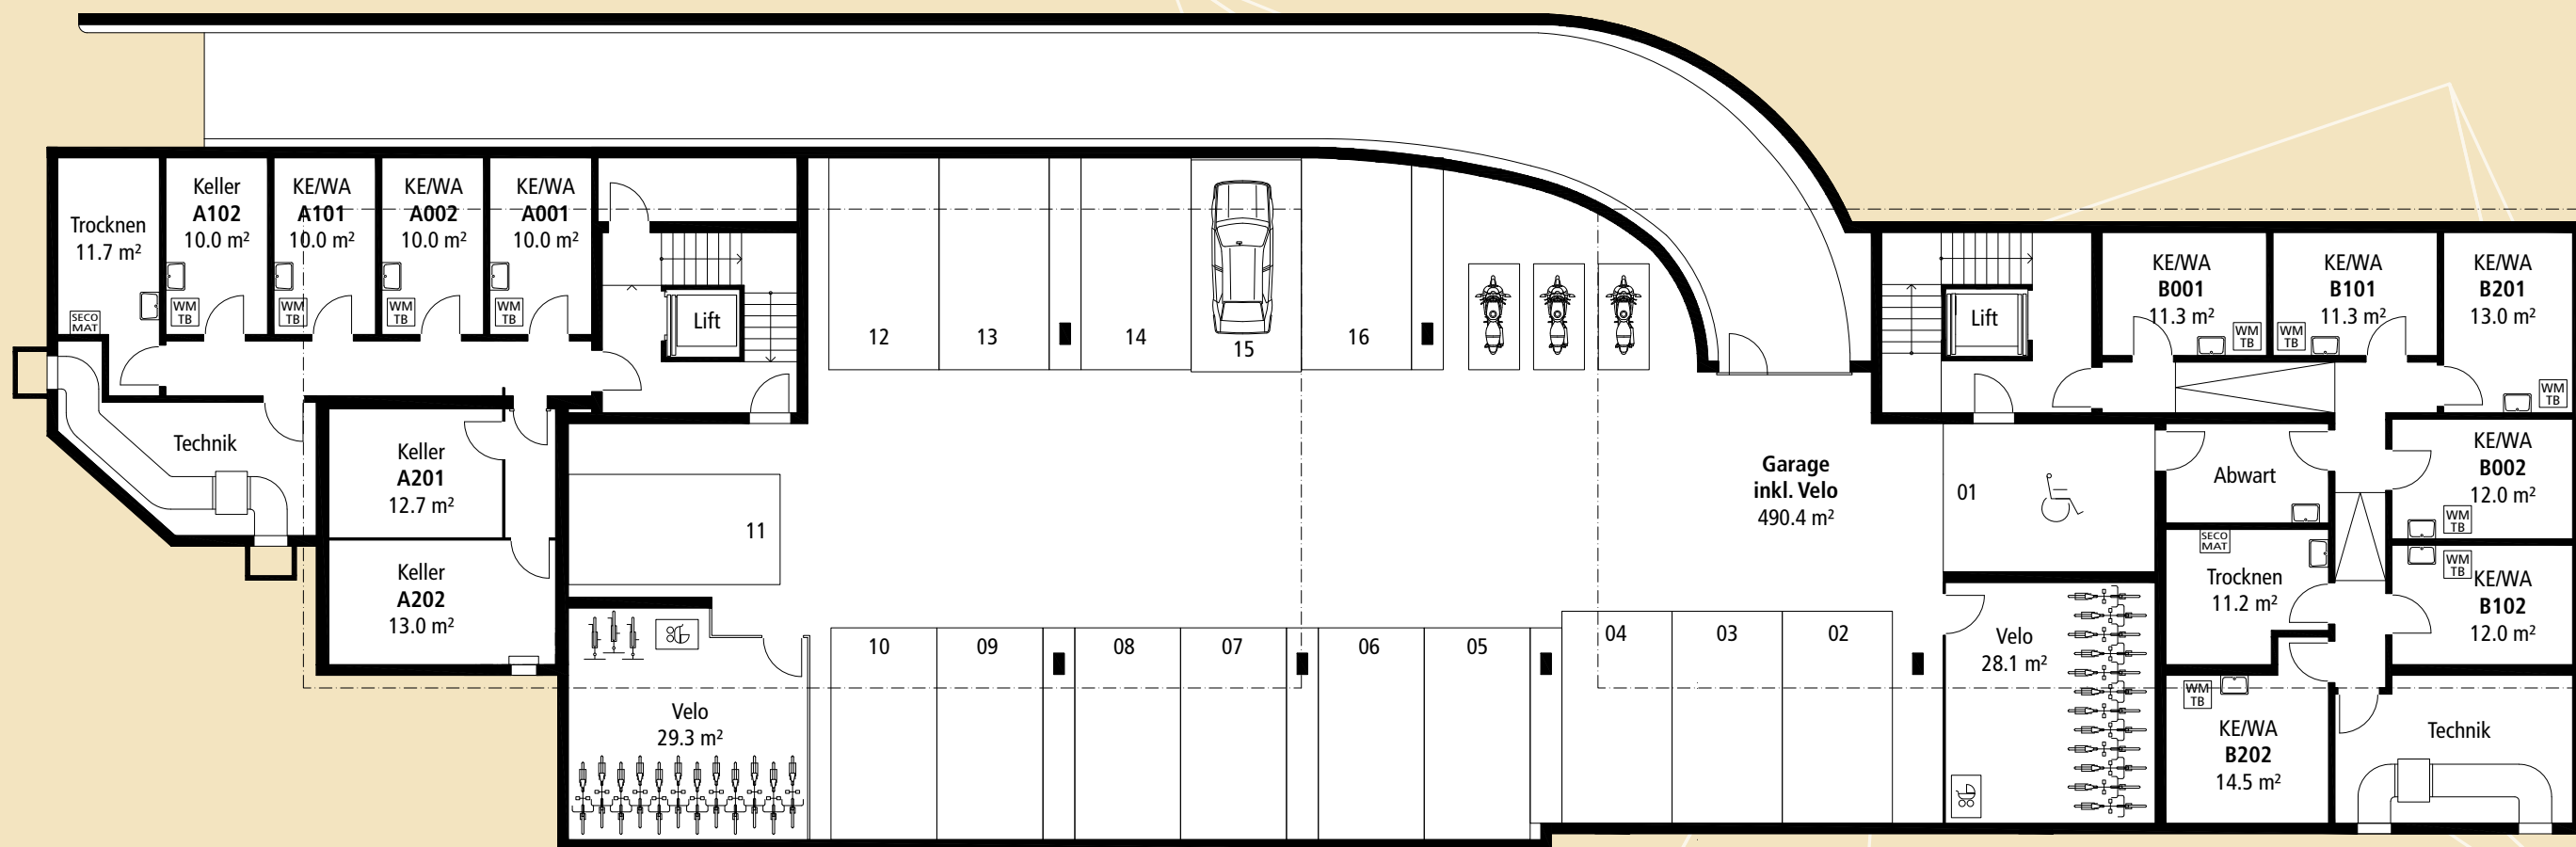 Trocknen
11.7 m²
SECO
MAT
Keller
A102
10.0 m²
WM
TB
KE/WA
A101
10.0 m²
WM
TB
KE/WA
A002
10.0 m²
WM
TB
KE/WA
A001
10.0 m²
WM
TB
Lift
12
13
14
15
16
Lift
KE/WA
B001
11.3 m²
WM
TB
KE/WA
B101
11.3 m²
WM
TB
KE/WA
B201
13.0 m²
WM
TB
Technik
Keller
A201
12.7 m²
Keller
A202
13.0 m²
11
Garage
inkl. Velo
490.4 m²
01
Abwart
KE/WA
B002
12.0 m²
WM
TB
SECO
MAT
Trocknen
11.2 m²
WM
TB
KE/WA
B102
12.0 m²
Velo
29.3 m²
10
09
08
07
06
05
04
03
02
Velo
28.1 m²
WM
TB
KE/WA
B202
14.5 m²
Technik